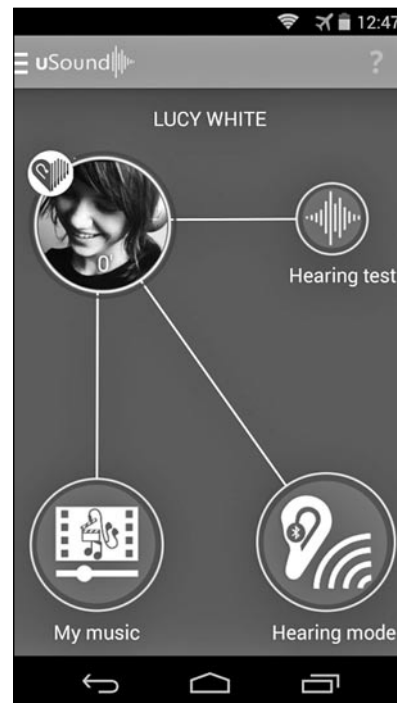 12:47
uSound
?
LUCY WHITE
0'
Hearing test
My music
Hearing mode